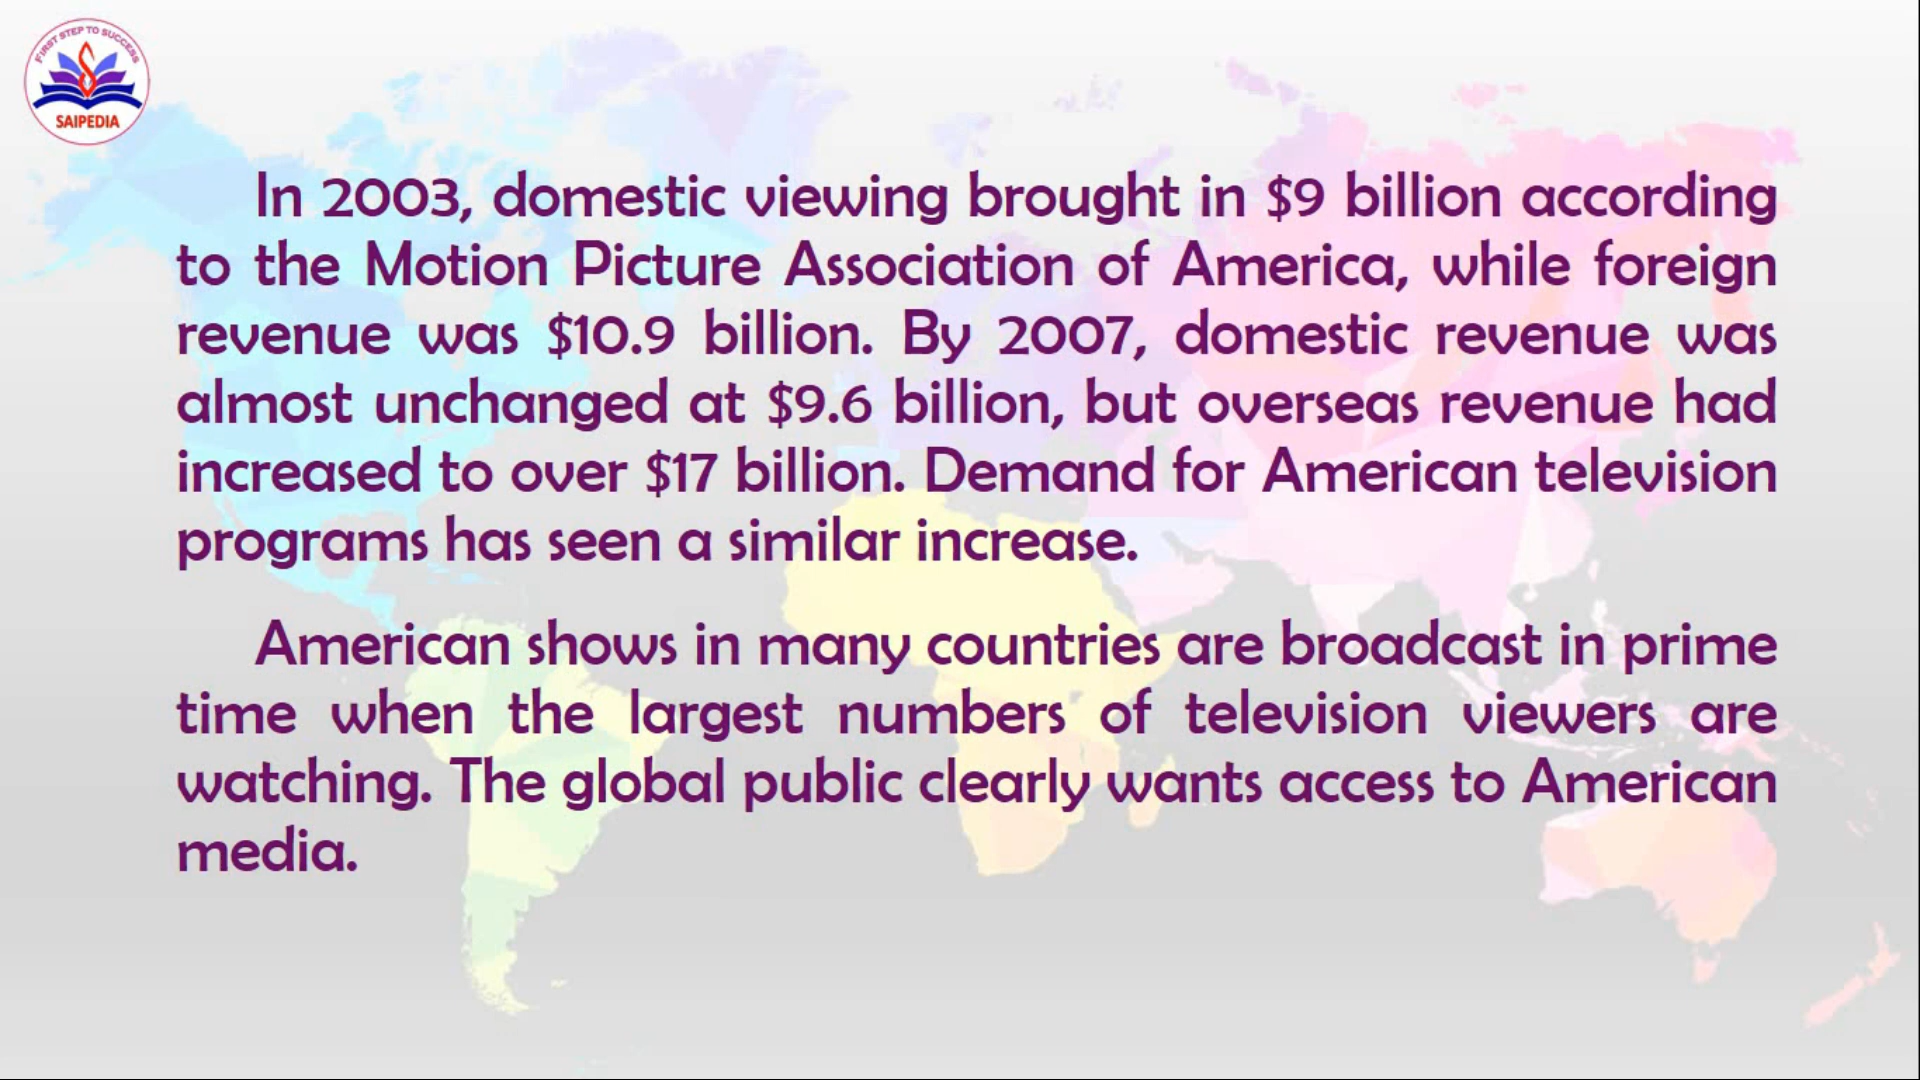 FIRST STEP TO SUCCESS
SAIPEDIA
In 2003, domestic viewing brought in $9 billion according
to the Motion Picture Association of America, while foreign
revenue was $10.9 billion. By 2007, domestic revenue was
almost unchanged at $9.6 billion, but overseas revenue had
increased to over $17 billion. Demand for American television
programs has seen a similar increase.
American shows in many countries are broadcast in prime
time when the largest numbers of television viewers are
watching. The global public clearly wants access to American
media.